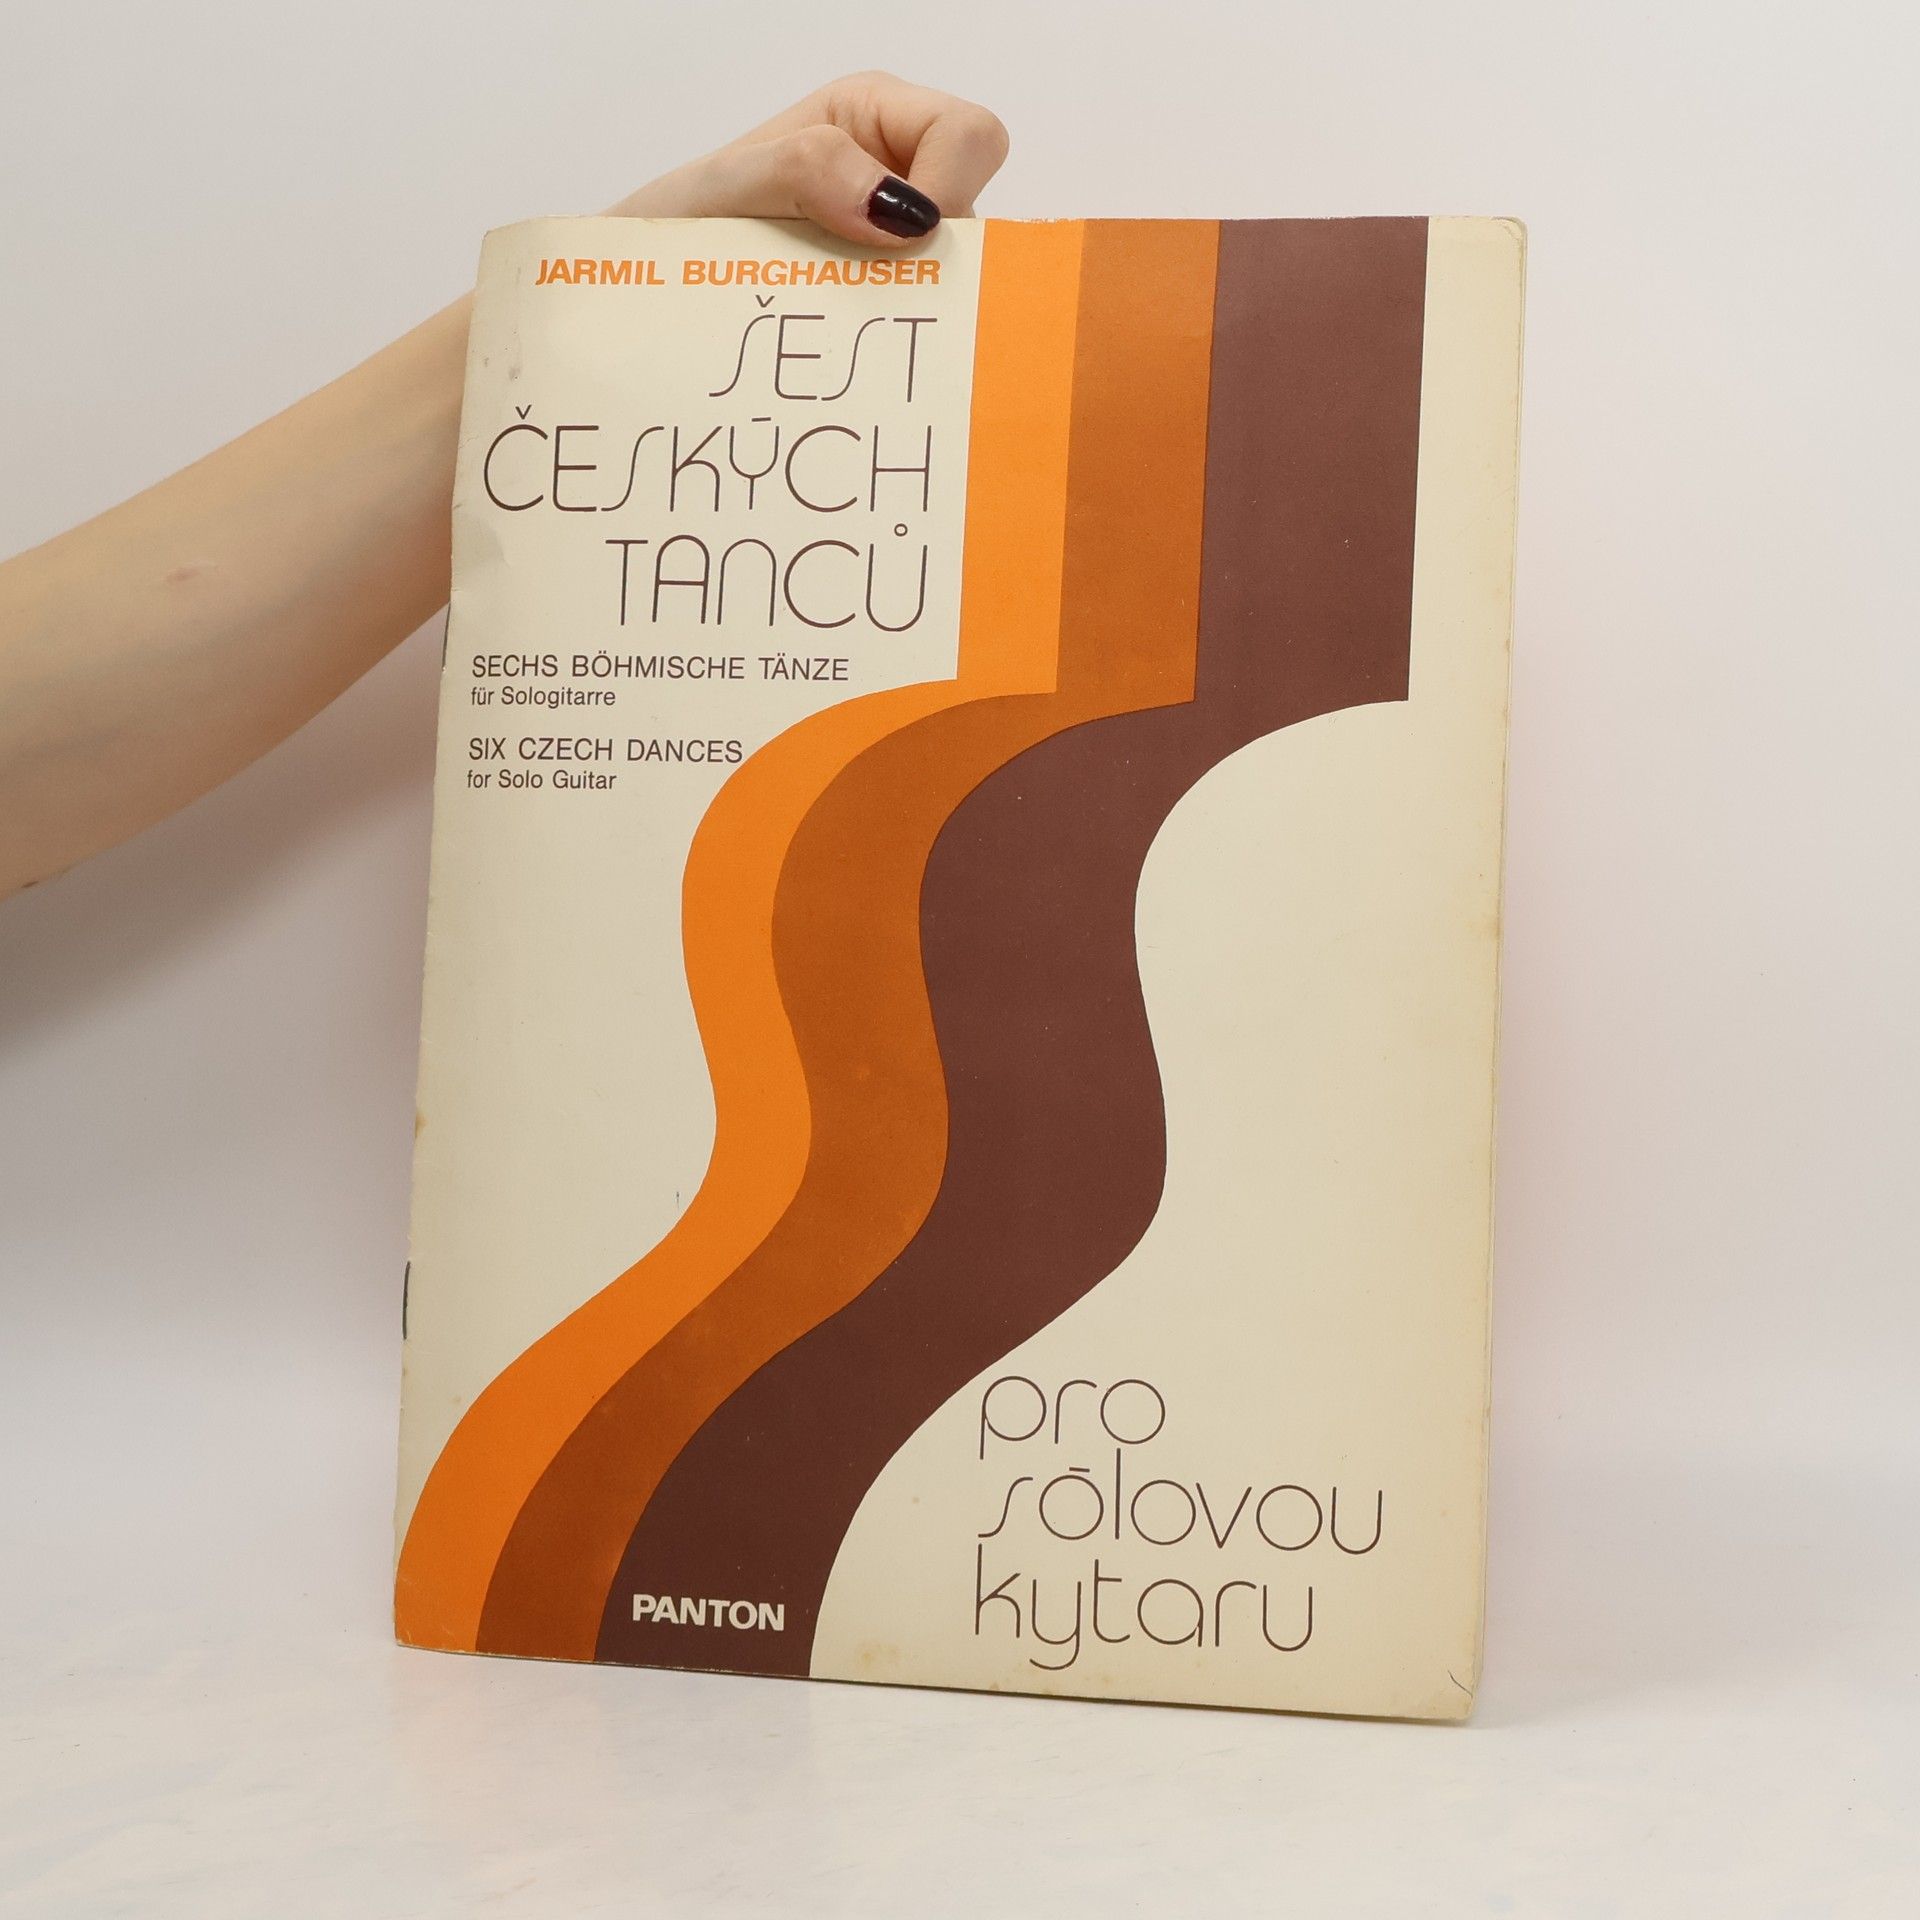 JARMIL BURGHAUSER
ŠEST
ČESKÝCH
TANCŮ
SECHS BÖHMISCHE TÄNZE
für Sologitarre
SIX CZECH DANCES
for Solo Guitar
pro
sólovou
kytaru
PANTON